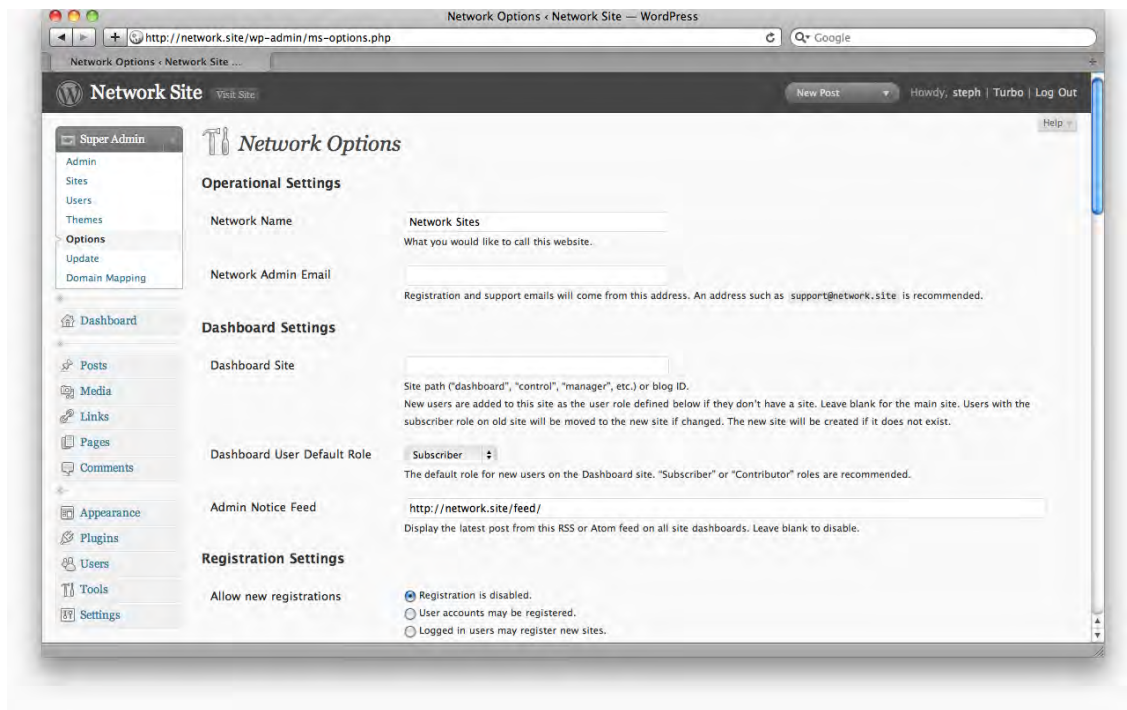 Network Options ‹ Network Site — WordPress
http://network.site/wp-admin/ms-options.php
Google
Network Options ‹ Network Site ...
Network Site
Visit Site
New Post
Howdy, steph | Turbo | Log Out
Help
Super Admin
Admin
Sites
Users
Themes
Options
Update
Domain Mapping
Dashboard
Posts
Media
Links
Pages
Comments
Appearance
Plugins
Users
Tools
Settings
Network Options
Operational Settings
Network Name
Network Sites
What you would like to call this website.
Network Admin Email
Registration and support emails will come from this address. An address such as support@network.site is recommended.
Dashboard Settings
Dashboard Site
Site path ("dashboard", "control", "manager", etc.) or blog ID.
New users are added to this site as the user role defined below if they don't have a site. Leave blank for the main site. Users with the
subscriber role on old site will be moved to the new site if changed. The new site will be created if it does not exist.
Dashboard User Default Role
Subscriber
The default role for new users on the Dashboard site. "Subscriber" or "Contributor" roles are recommended.
Admin Notice Feed
http://network.site/feed/
Display the latest post from this RSS or Atom feed on all site dashboards. Leave blank to disable.
Registration Settings
Allow new registrations
Registration is disabled.
User accounts may be registered.
Logged in users may register new sites.